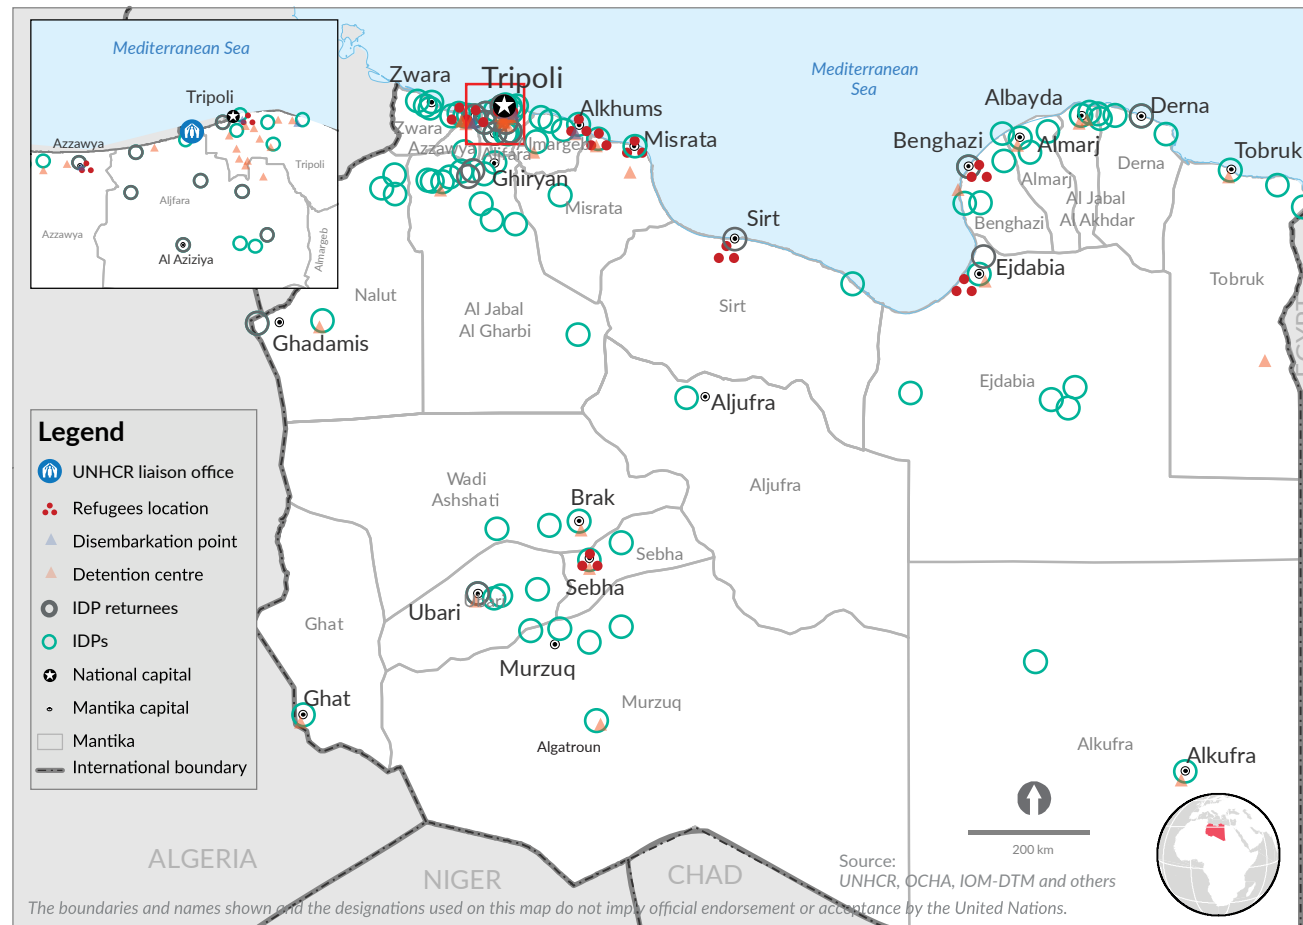 Mediterranean Sea
Tripoli
Azzawya
Tripoli
Aljfara
Azzawya
Al Aziziya
Almargeb
Mediterranean
Sea
Zwara
Tripoli
Alkhums
Misrata
Zwara
Azzawya
Aljfara
Almargeb
Ghiryan
Misrata
Nalut
Ghadamis
Al Jabal
Al Gharbi
Sirt
Sirt
Albayda
Derna
Benghazi
Almarj
Tobruk
Derna
Almarj
Al Jabal
Al Akhdar
Benghazi
Ejdabia
Tobruk
EGYPT
Ejdabia
Aljufra
Aljufra
Wadi
Ashshati
Brak
Sebha
Sebha
Ubari
Ubari
Murzuq
Murzuq
Ghat
Ghat
Algatroun
Alkufra
Alkufra
Legend
UNHCR liaison office
Refugees location
Disembarkation point
Detention centre
IDP returnees
IDPs
National capital
Mantika capital
Mantika
International boundary
ALGERIA
NIGER
CHAD
200 km
Source:
UNHCR, OCHA, IOM-DTM and others
The boundaries and names shown and the designations used on this map do not imply official endorsement or acceptance by the United Nations.